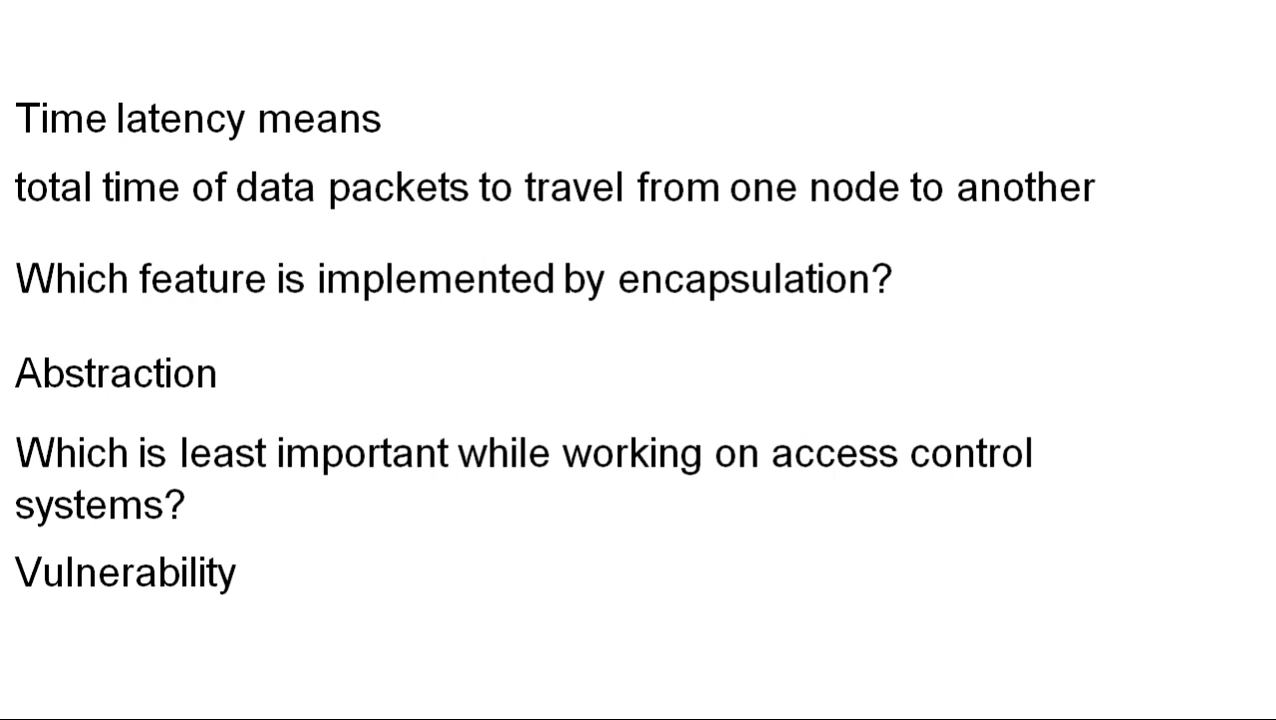 Time latency means
total time of data packets to travel from one node to another
Which feature is implemented by encapsulation?
Abstraction
Which is least important while working on access control
systems?
Vulnerability